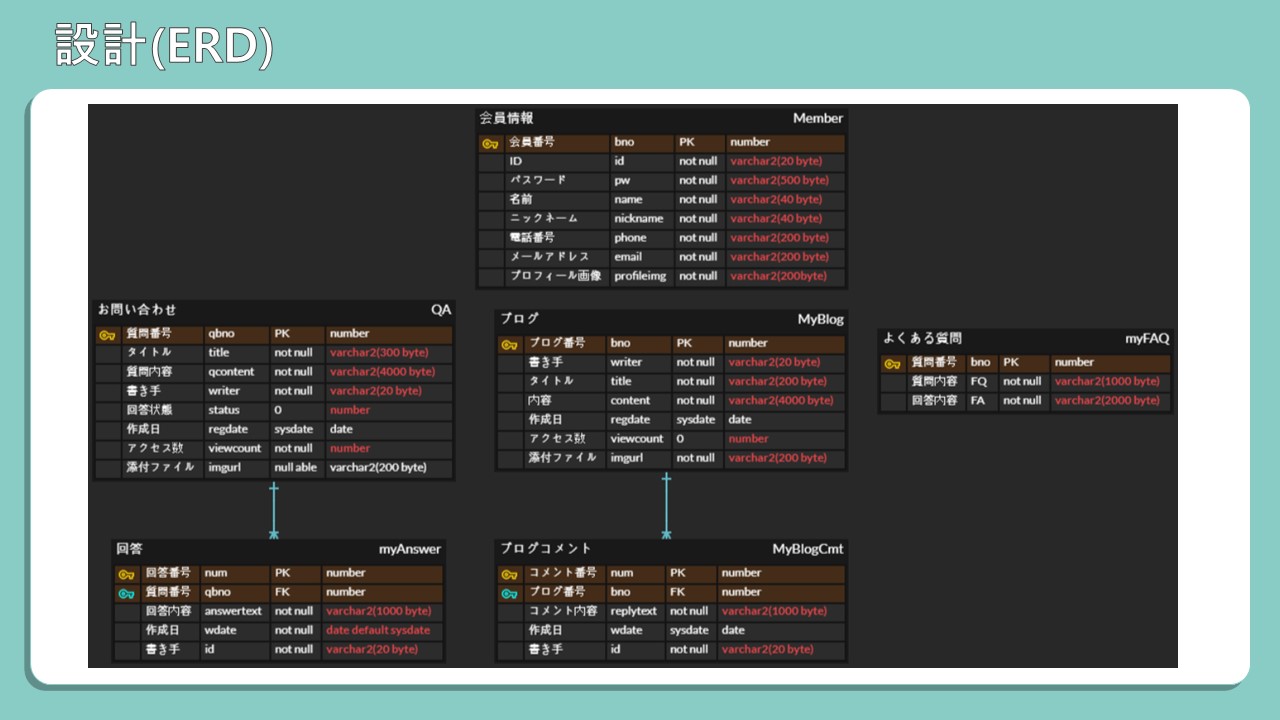 設計(ERD)
会員情報 Member
会員番号 bno PK number
ID id not null varchar2(20 byte)
パスワード pw not null varchar2(500 byte)
名前 name not null varchar2(40 byte)
ニックネーム nickname not null varchar2(40 byte)
電話番号 phone not null varchar2(200 byte)
メールアドレス email not null varchar2(200 byte)
プロフィール画像 profileimg not null varchar2(200byte)
お問い合わせ QA
質問番号 qbno PK number
タイトル title not null varchar2(300 byte)
質問内容 qcontent not null varchar2(4000 byte)
書き手 writer not null varchar2(20 byte)
回答状態 status 0 number
作成日 regdate sysdate date
アクセス数 viewcount not null number
添付ファイル imgurl null able varchar2(200 byte)
ブログ MyBlog
ブログ番号 bno PK number
書き手 writer not null varchar2(20 byte)
タイトル title not null varchar2(200 byte)
内容 content not null varchar2(4000 byte)
作成日 regdate sysdate date
アクセス数 viewcount 0 number
添付ファイル imgurl not null varchar2(200 byte)
よくある質問 myFAQ
質問番号 bno PK number
質問内容 FQ not null varchar2(1000 byte)
回答内容 FA not null varchar2(2000 byte)
回答 myAnswer
回答番号 num PK number
質問番号 qbno FK number
回答内容 answertext not null varchar2(1000 byte)
作成日 wdate not null date default sysdate
書き手 id not null varchar2(20 byte)
ブログコメント MyBlogCmt
コメント番号 num PK number
ブログ番号 bno FK number
コメント内容 replytext not null varchar2(1000 byte)
作成日 wdate sysdate date
書き手 id not null varchar2(20 byte)